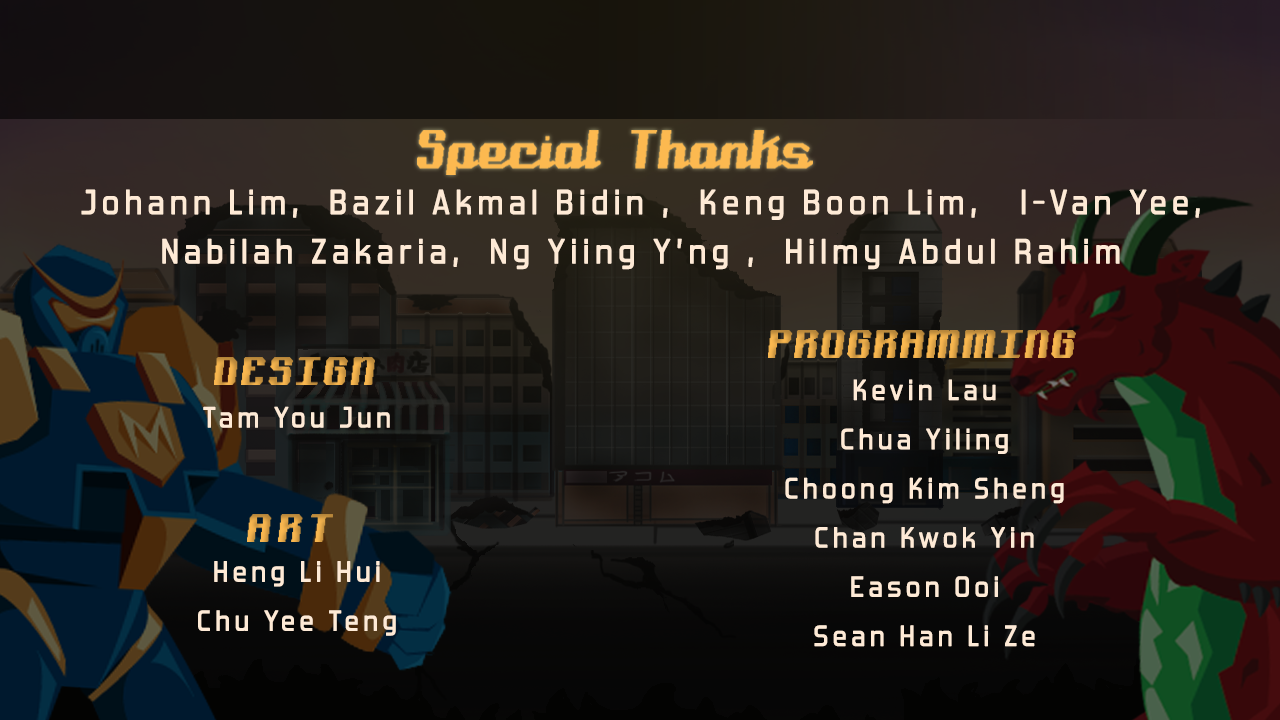 Special Thanks
Johann Lim, Bazil Akmal Bidin , Keng Boon Lim, I-Van Yee,
Nabilah Zakaria, Ng Yiing Y'ng , Hilmy Abdul Rahim
DESIGN
Tam You Jun
ART
Heng Li Hui
Chu Yee Teng
PROGRAMMING
Kevin Lau
Chua Yiling
Choong Kim Sheng
Chan Kwok Yin
Eason Ooi
Sean Han Li Ze
M
アコム